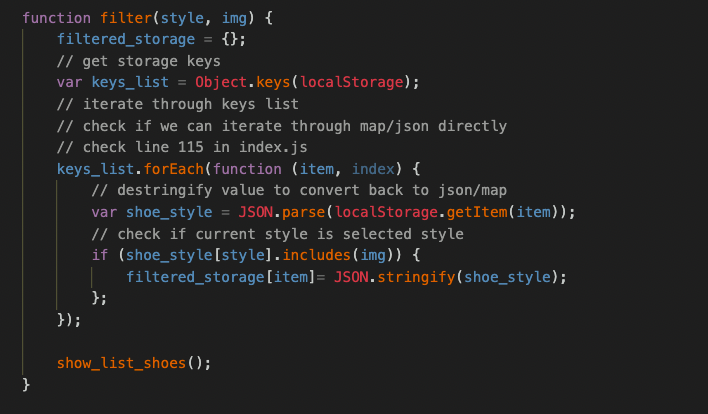 function filter(style, img) {
    filtered_storage = {};
    // get storage keys
    var keys_list = Object.keys(localStorage);
    // iterate through keys list
    // check if we can iterate through map/json directly
    // check line 115 in index.js
    keys_list.forEach(function (item, index) {
        // destringify value to convert back to json/map
        var shoe_style = JSON.parse(localStorage.getItem(item));
        // check if current style is selected style
        if (shoe_style[style].includes(img)) {
            filtered_storage[item]= JSON.stringify(shoe_style);
        };
    });

    show_list_shoes();
}